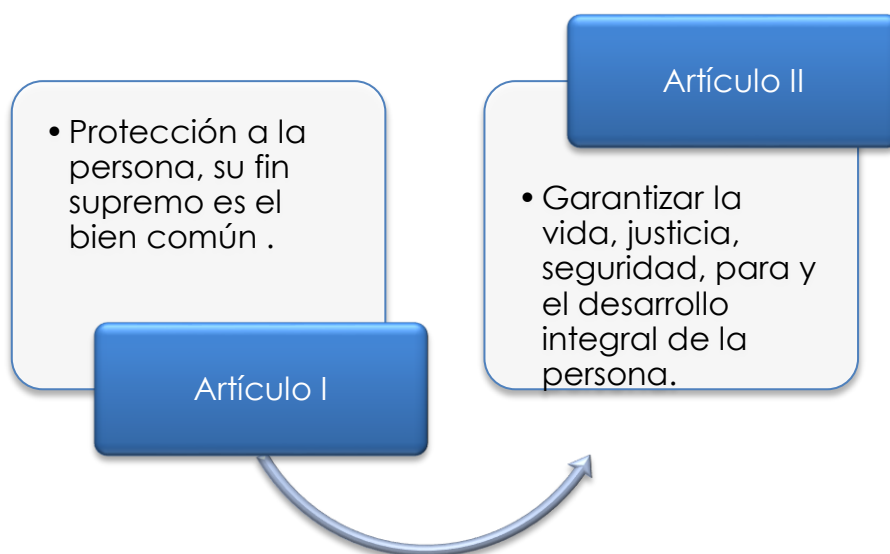 • Protección a la
persona, su fin
supremo es el
bien común .
Artículo I
Artículo II
• Garantizar la
vida, justicia,
seguridad, para y
el desarrollo
integral de la
persona.